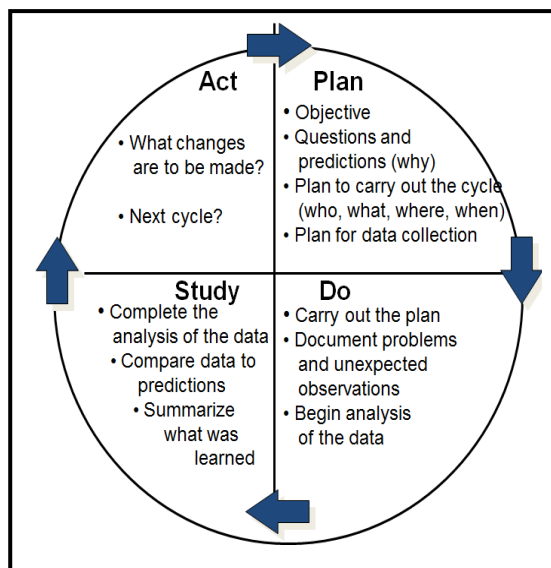 Act
• What changes
are to be made?
• Next cycle?
Plan
• Objective
• Questions and
predictions (why)
• Plan to carry out the cycle
(who, what, where, when)
• Plan for data collection
Study
• Complete the
analysis of the data
• Compare data to
predictions
• Summarize
what was
learned
Do
• Carry out the plan
• Document problems
and unexpected
observations
• Begin analysis
of the data